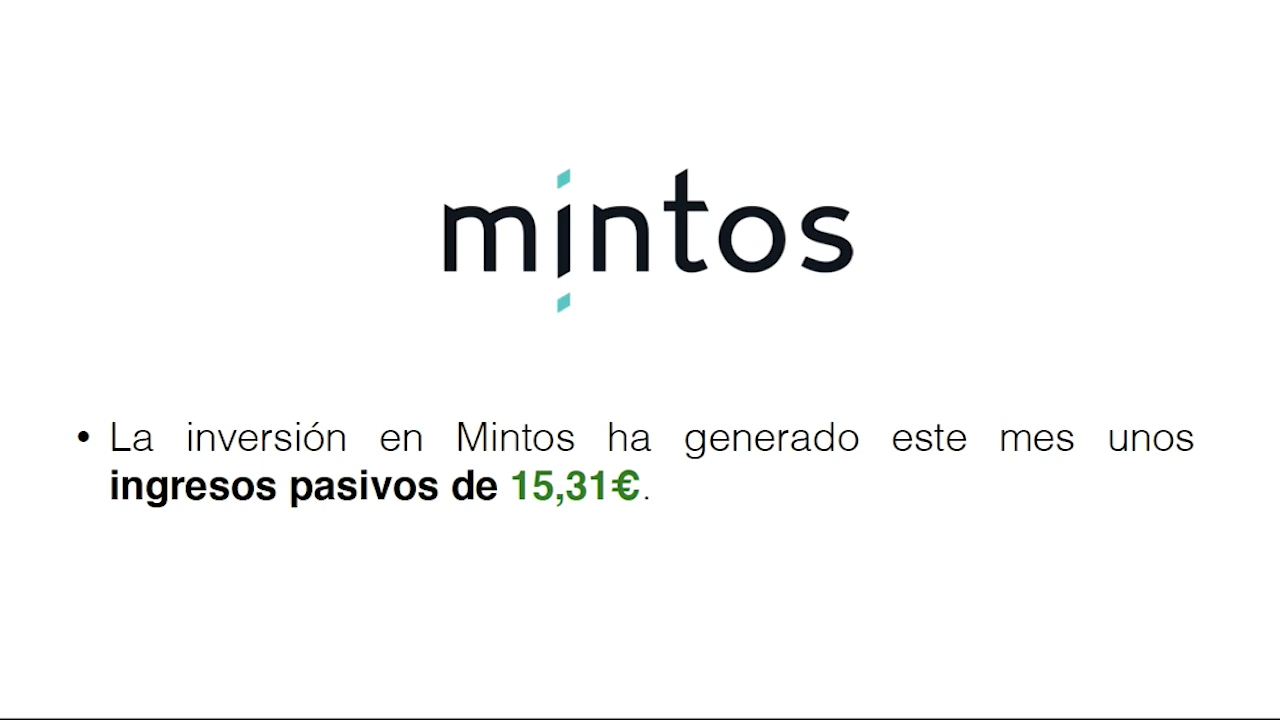 mintos
• La inversión en Mintos ha generado este mes unos
ingresos pasivos de 15,31€.